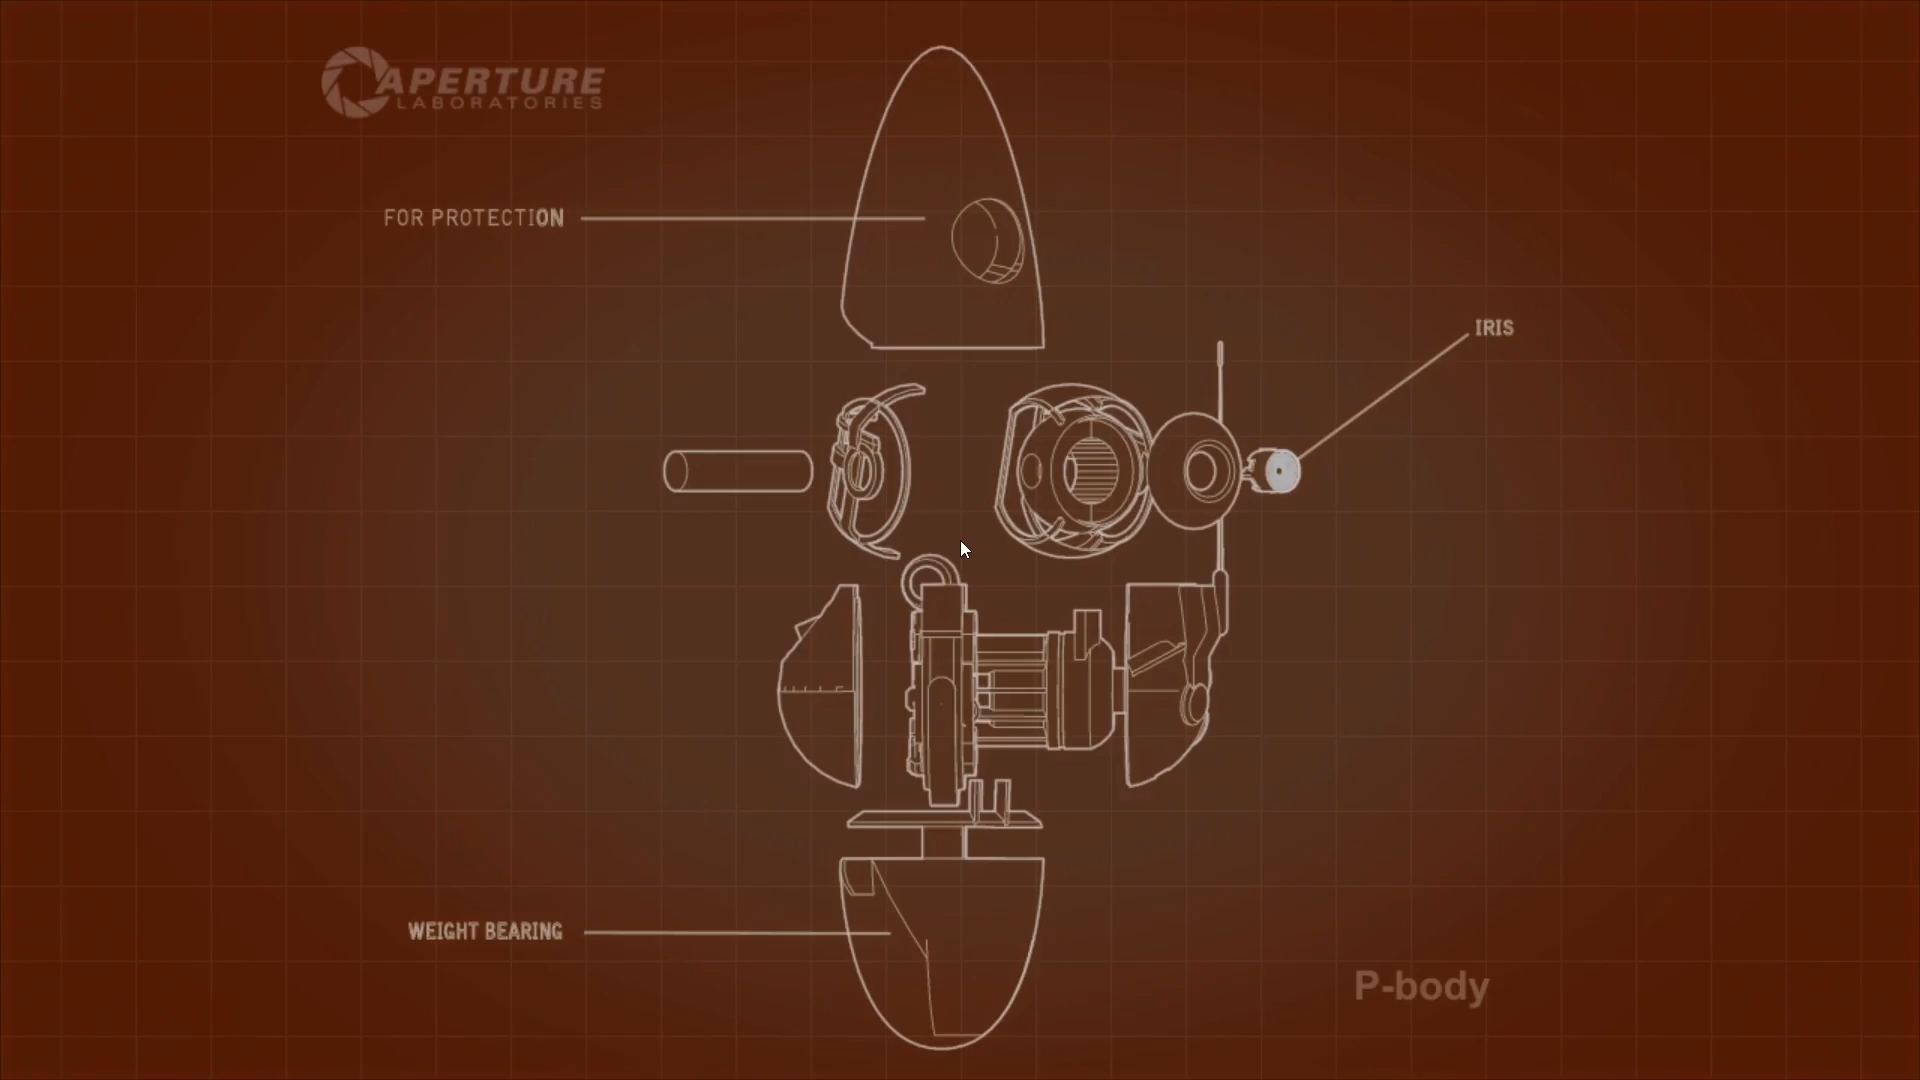 APERTURE
LABORATORIES
FOR PROTECTION
IRIS
WEIGHT BEARING
P-body